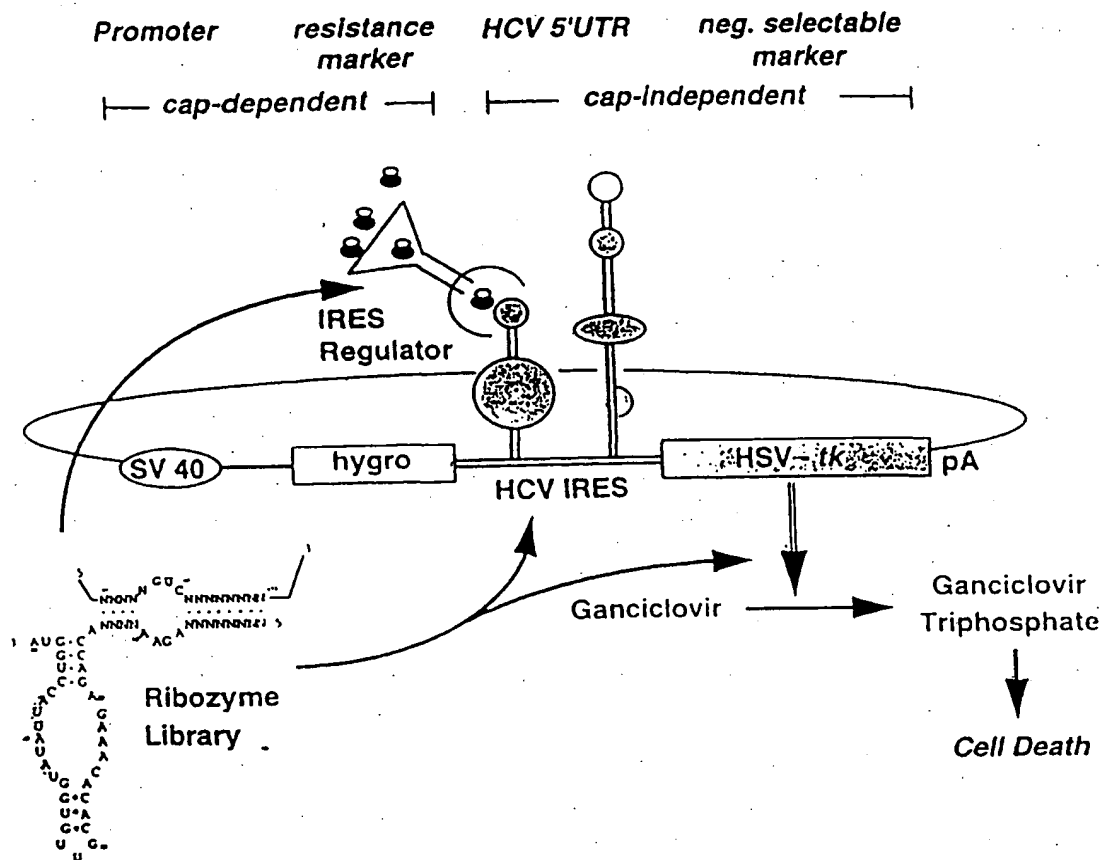 Promoter resistance marker HCV 5'UTR neg. selectable marker
cap-dependent cap-independent
IRES Regulator
SV 40 hygro HCV IRES HSV-tk pA
Ganciclovir
Ganciclovir Triphosphate
Ribozyme Library
Cell Death